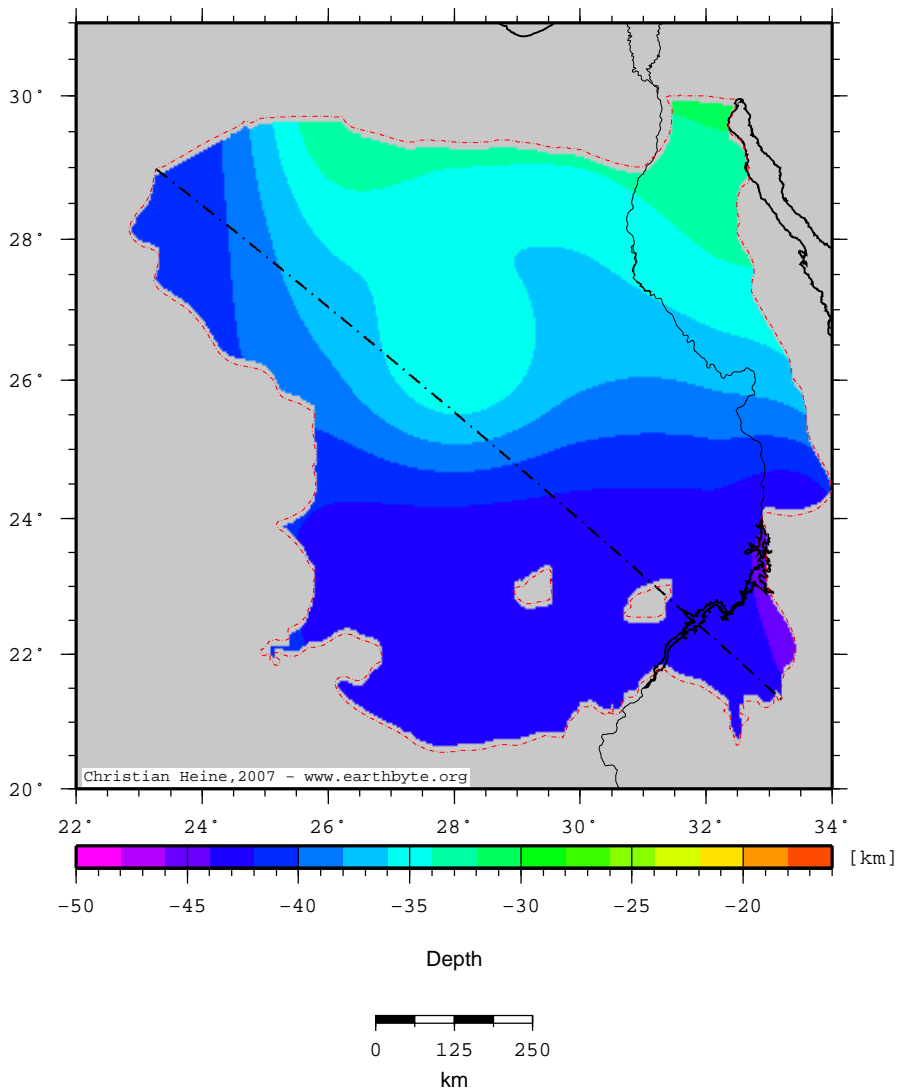 30°
28°
26°
24°
22°
20°
Christian Heine,2007 - www.earthbyte.org
22° 24° 26° 28° 30° 32° 34°
[km]
-50 -45 -40 -35 -30 -25 -20
Depth
0 125 250
km